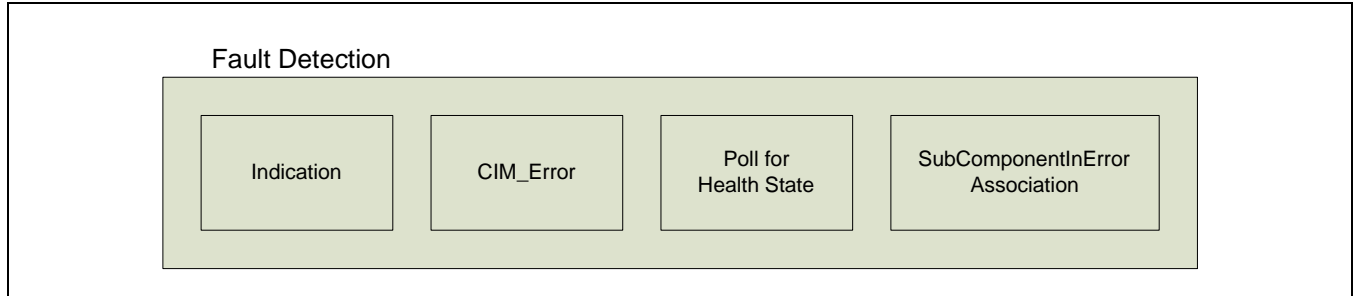 Fault Detection
Indication
CIM_Error
Poll for
Health State
SubComponentInError
Association